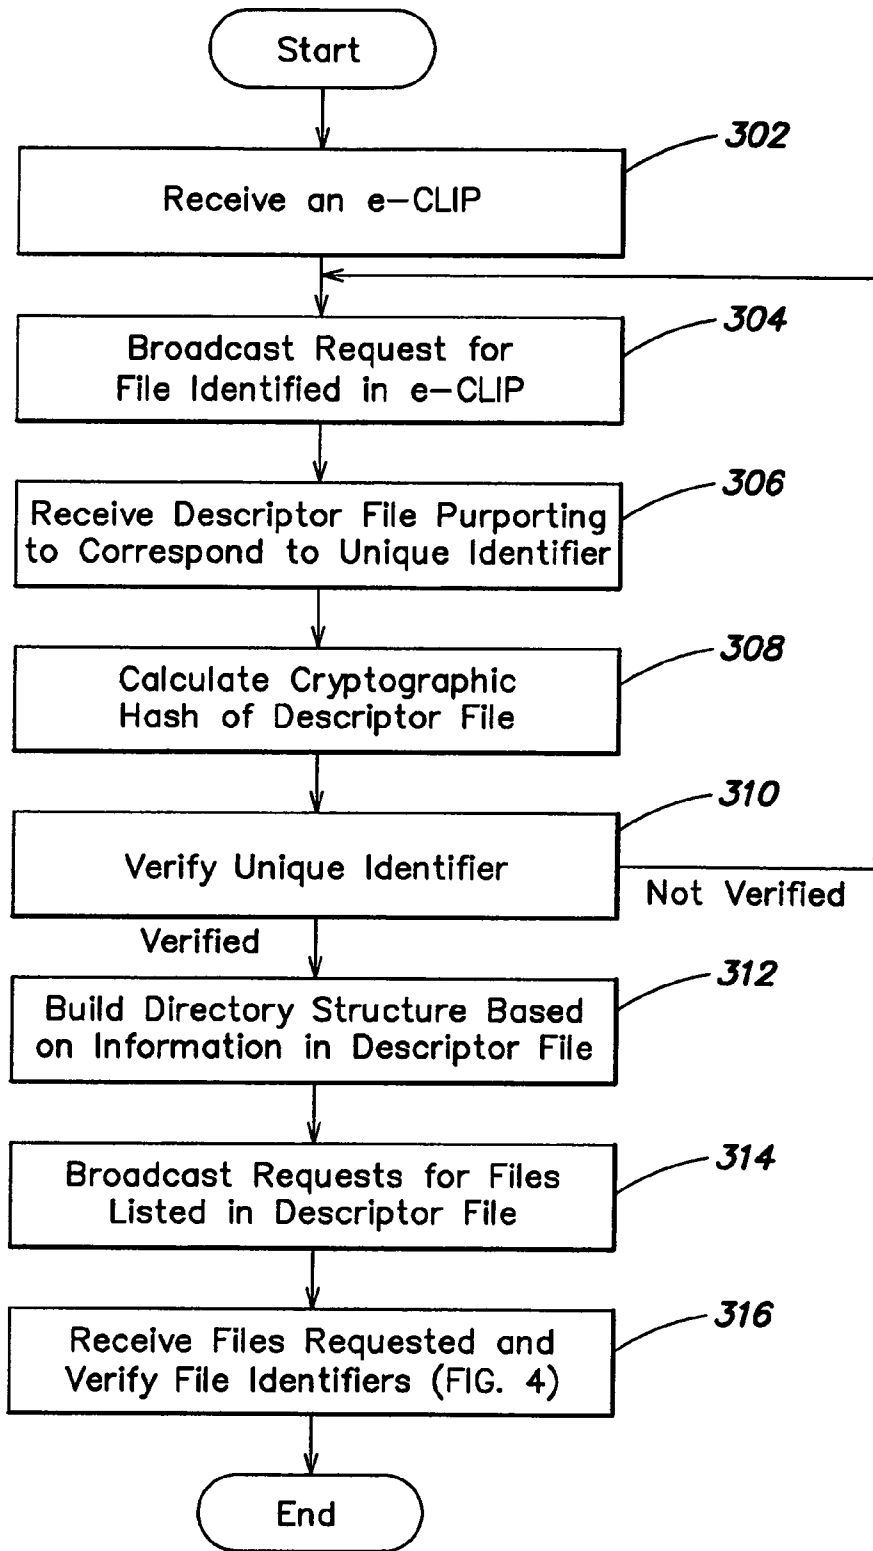 Start
302
Receive an e-CLIP
304
Broadcast Request for
File Identified in e-CLIP
306
Receive Descriptor File Purporting
to Correspond to Unique Identifier
308
Calculate Cryptographic
Hash of Descriptor File
310
Verify Unique Identifier
Not Verified
Verified
312
Build Directory Structure Based
on Information in Descriptor File
314
Broadcast Requests for Files
Listed in Descriptor File
316
Receive Files Requested and
Verify File Identifiers (FIG. 4)
End